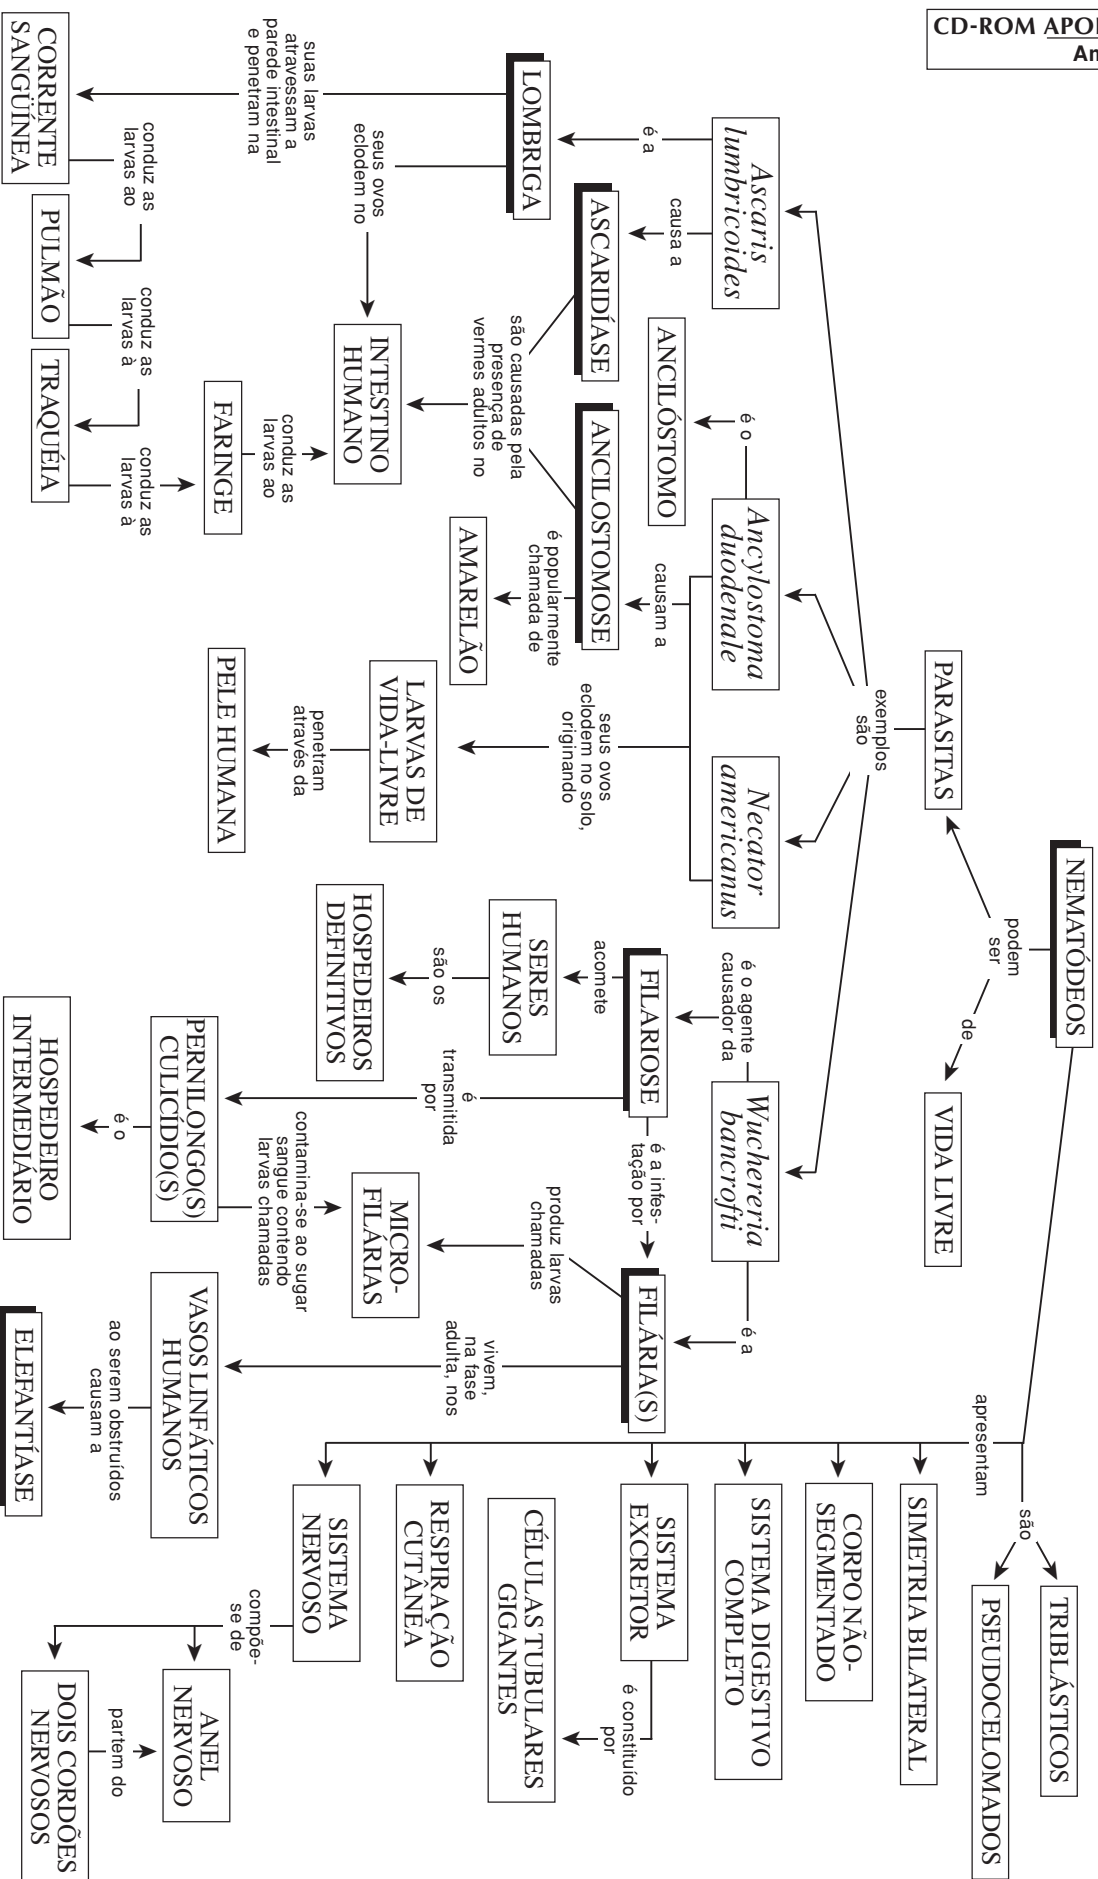 CD-ROM APOI
An
NEMATÓDEOS
podem
ser
de
PARASITAS
VIDA LIVRE
apresentam
são
TRIBLÁSTICOS
PSEUDOCELOMADOS
exemplos
são
Ascaris
lumbricoides
Ancylostoma
duodenale
Necator
americanus
Wuchereria
bancrofti
SIMETRIA BILATERAL
CORPO NÃO-
SEGMENTADO
SISTEMA DIGESTIVO
COMPLETO
SISTEMA
EXCRETOR
é constituído
por
CÉLULAS TUBULARES
GIGANTES
RESPIRAÇÃO
CUTÂNEA
SISTEMA
NERVOSO
compõe-
se de
ANEL
NERVOSO
partem do
DOIS CORDÕES
NERVOSOS
é a
causa a
é o
causam a
é o agente
causador da
é a
LOMBRIGA
ASCARIDÍASE
ANCILÓSTOMO
ANCILOSTOMOSE
seus ovos
eclodem no solo,
originando
FILARIOSE
é a infes-
tação por
FILÁRIA(S)
suas larvas
atravessam a
parede intestinal
e penetram na
seus ovos
eclodem no
são causadas pela
presença de
vermes adultos no
é popularmente
chamada de
AMARELÃO
acomete
SERES
HUMANOS
são os
HOSPEDEIROS
DEFINITIVOS
é
transmitida
por
produz larvas
chamadas
MICRO-
FILÁRIAS
vivem,
na fase
adulta, nos
INTESTINO
HUMANO
LARVAS DE
VIDA-LIVRE
penetram
através da
PELE HUMANA
conduz as
larvas ao
FARINGE
contamina-se ao sugar
sangue contendo
larvas chamadas
PERNILONGO(S)
CULICÍDIO(S)
é o
HOSPEDEIRO
INTERMEDIÁRIO
VASOS LINFÁTICOS
HUMANOS
ao serem obstruídos
causam a
ELEFANTÍASE
CORRENTE
SANGÜÍNEA
conduz as
larvas ao
PULMÃO
conduz as
larvas à
TRAQUÉIA
conduz as
larvas à